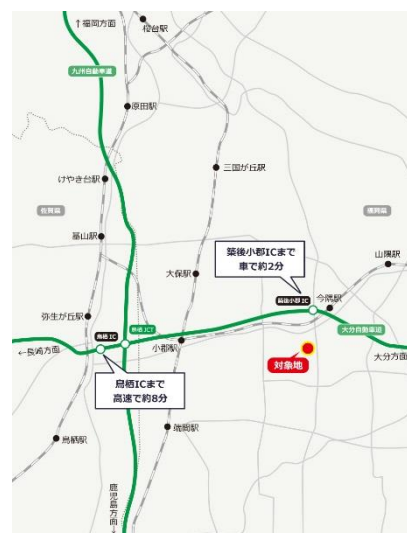 ↑福岡方面
桜台駅
九州自動車道
原田駅
三国が丘駅
けやき台駅
佐賀県
福岡県
基山駅
築後小郡ICまで
車で約2分
山隈駅
大保駅
築後小郡IC
今隈駅
弥生が丘駅
鳥栖IC
鳥栖JCT
大分自動車道
←長崎方面
小郡駅
大分方面
対象地
鳥栖ICまで
高速で約8分
鳥栖駅
端間駅
鹿児島方面→